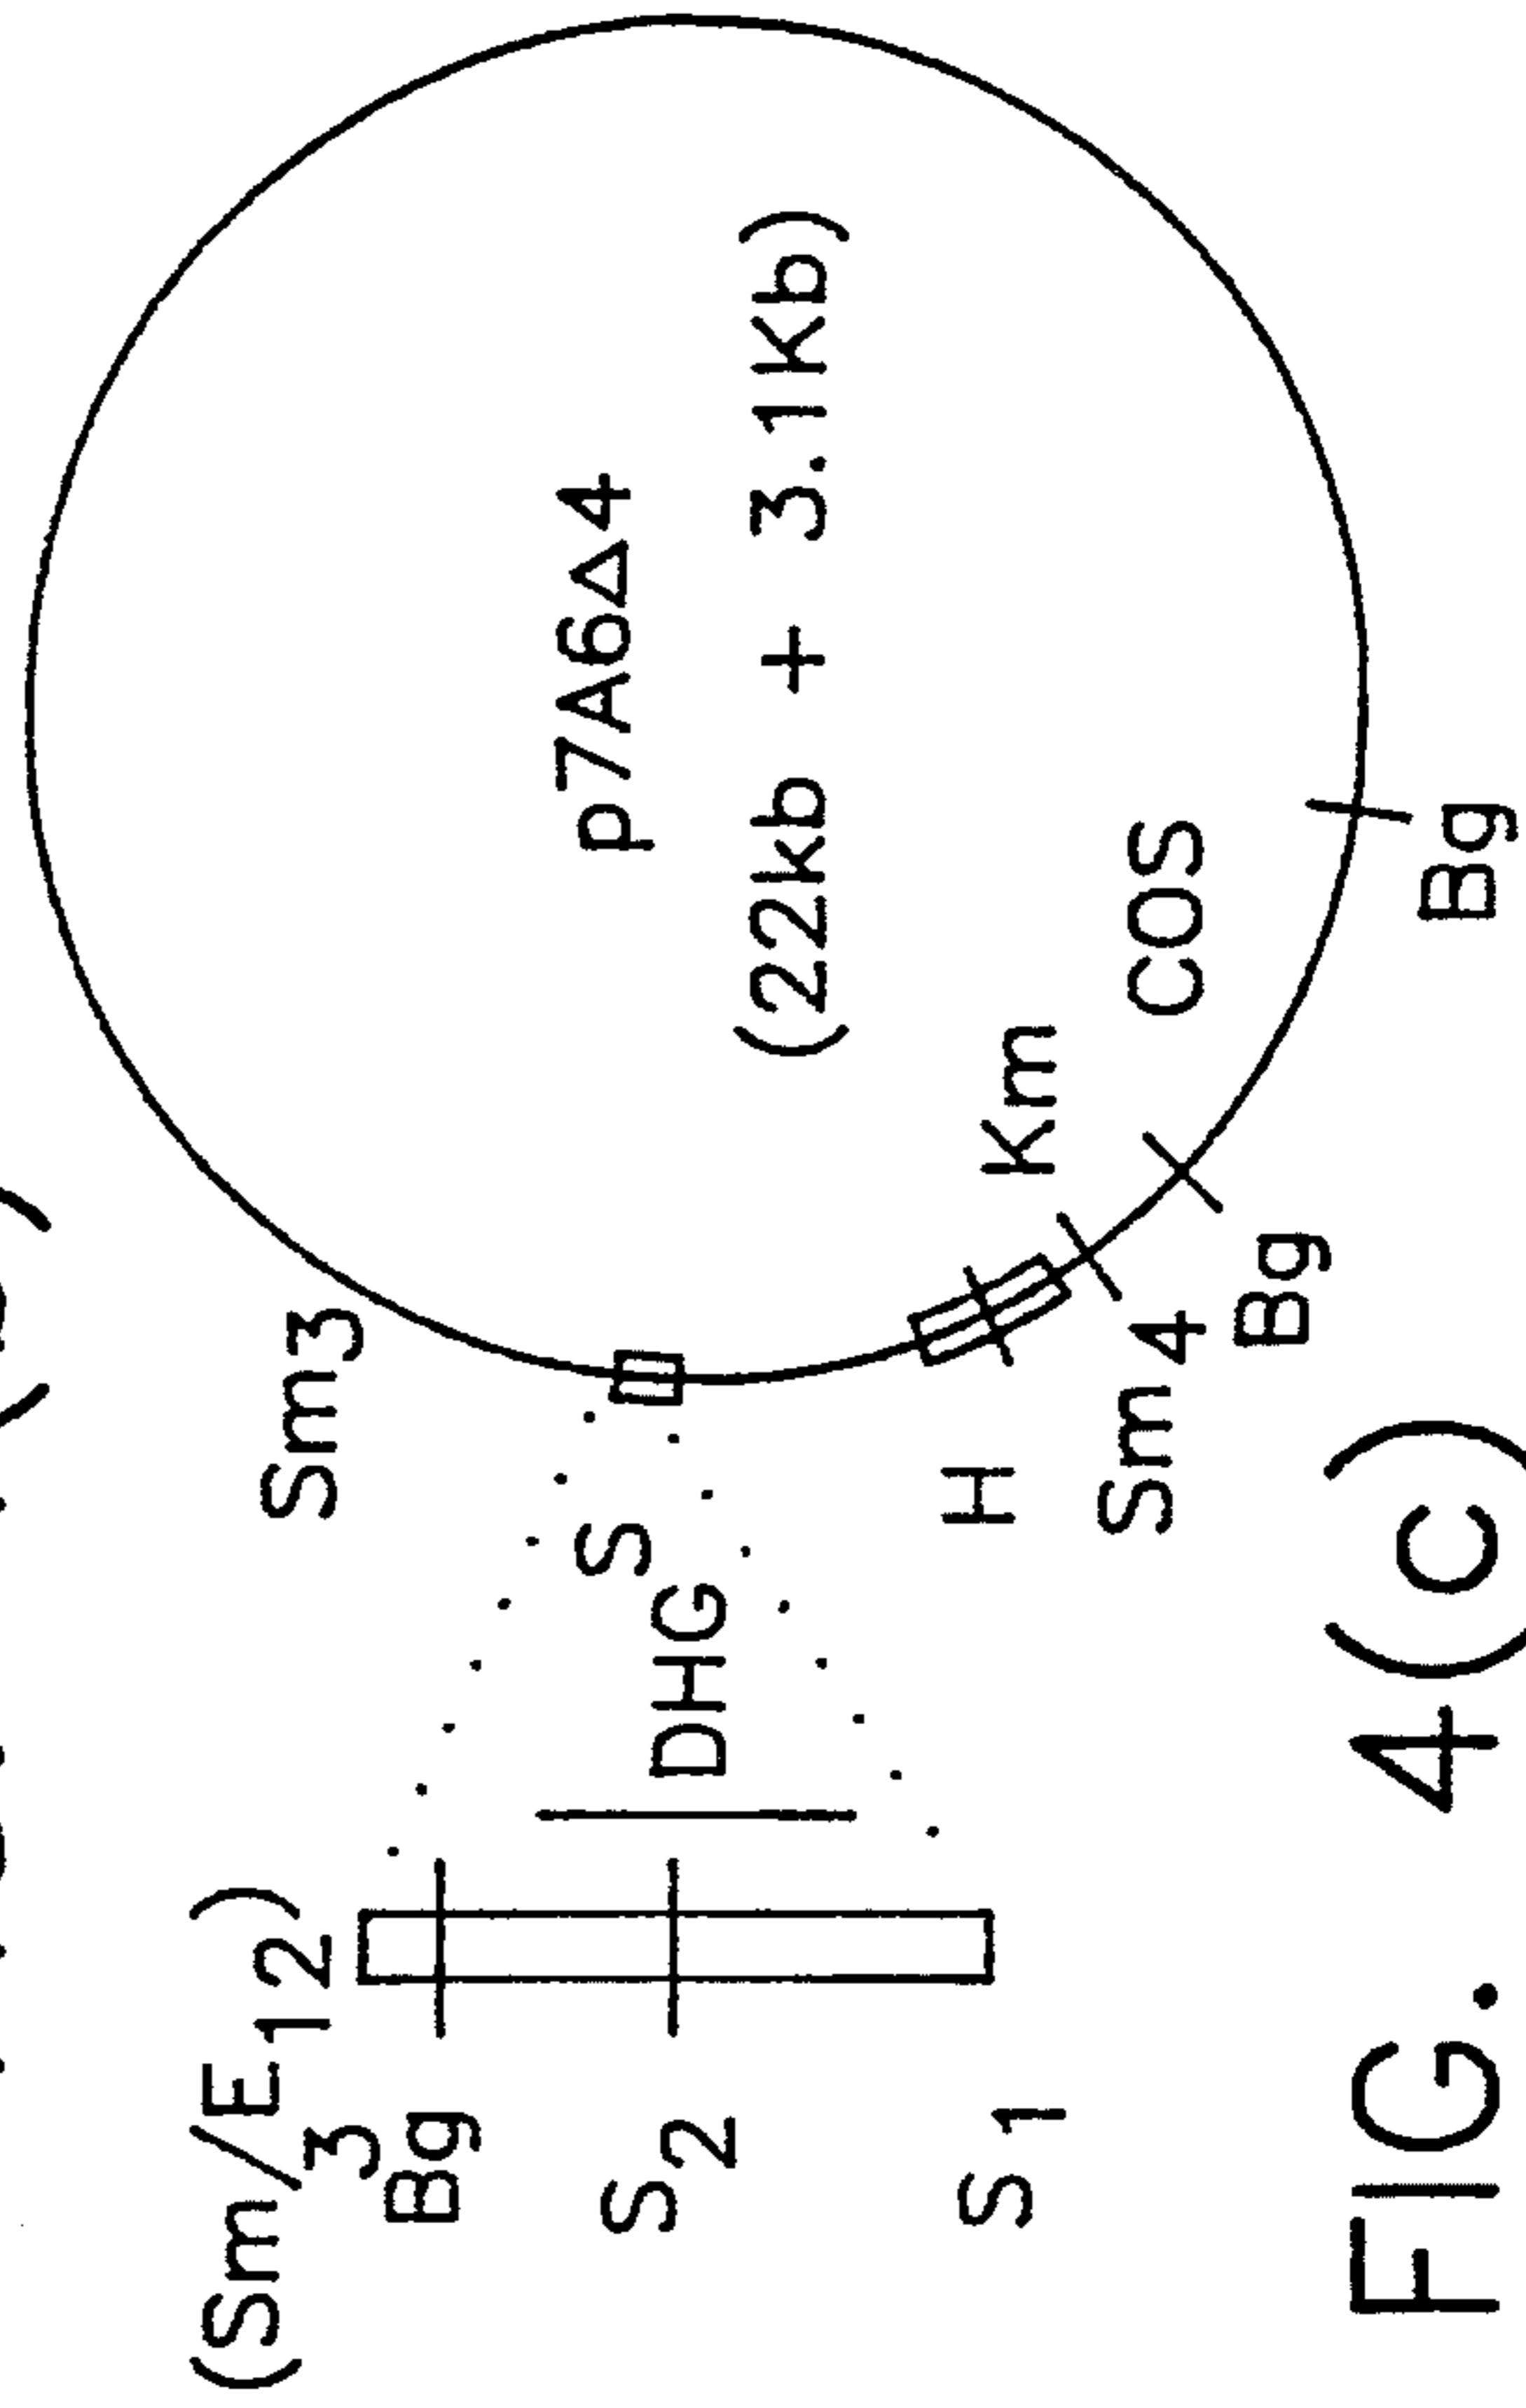 (Sm/E12)
3
Sm3
Bg
p7A6Δ4
S2
S
DHG
(22kb + 3.1Kb)
S1
H
Km
Sm4
COS
Bg
Bg
FIG. 4(c)